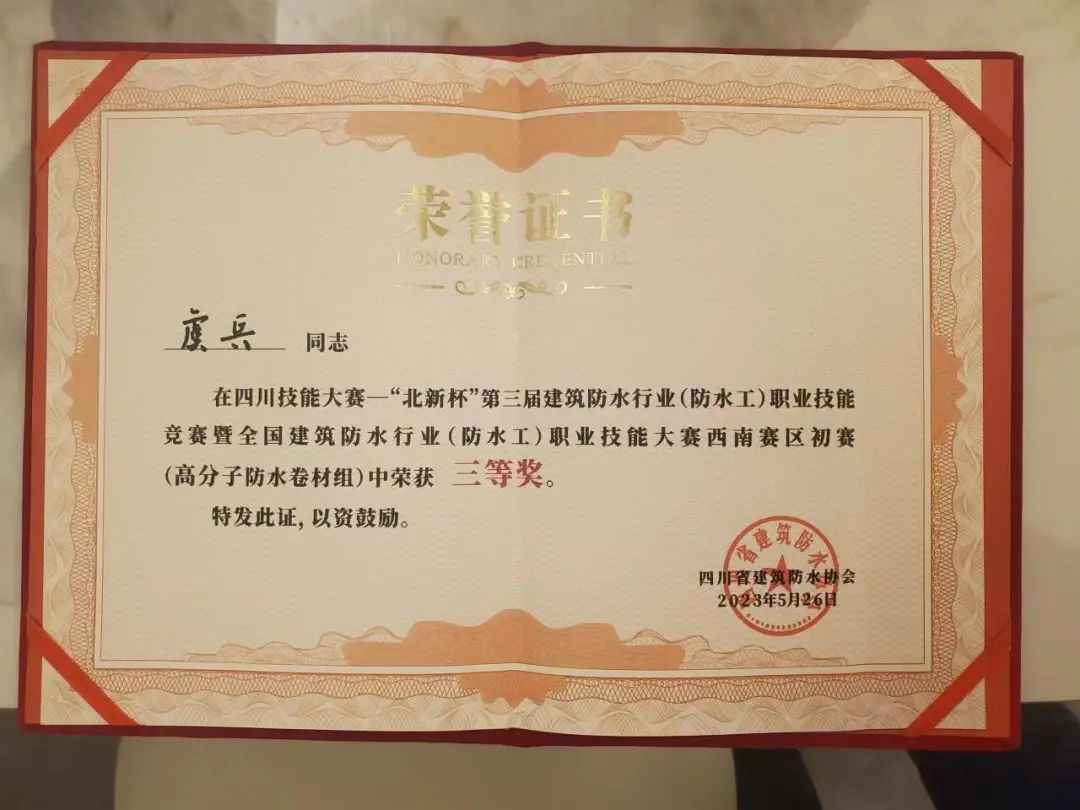 荣誉证书
HONORARY CREDENTIAL
虞兵 同志
在四川技能大赛—“北新杯”第三届建筑防水行业(防水工)职业技能
竞赛暨全国建筑防水行业(防水工)职业技能大赛西南赛区初赛
(高分子防水卷材组)中荣获 三等奖。
特发此证,以资鼓励。
四川省建筑防水协会
2023年5月26日